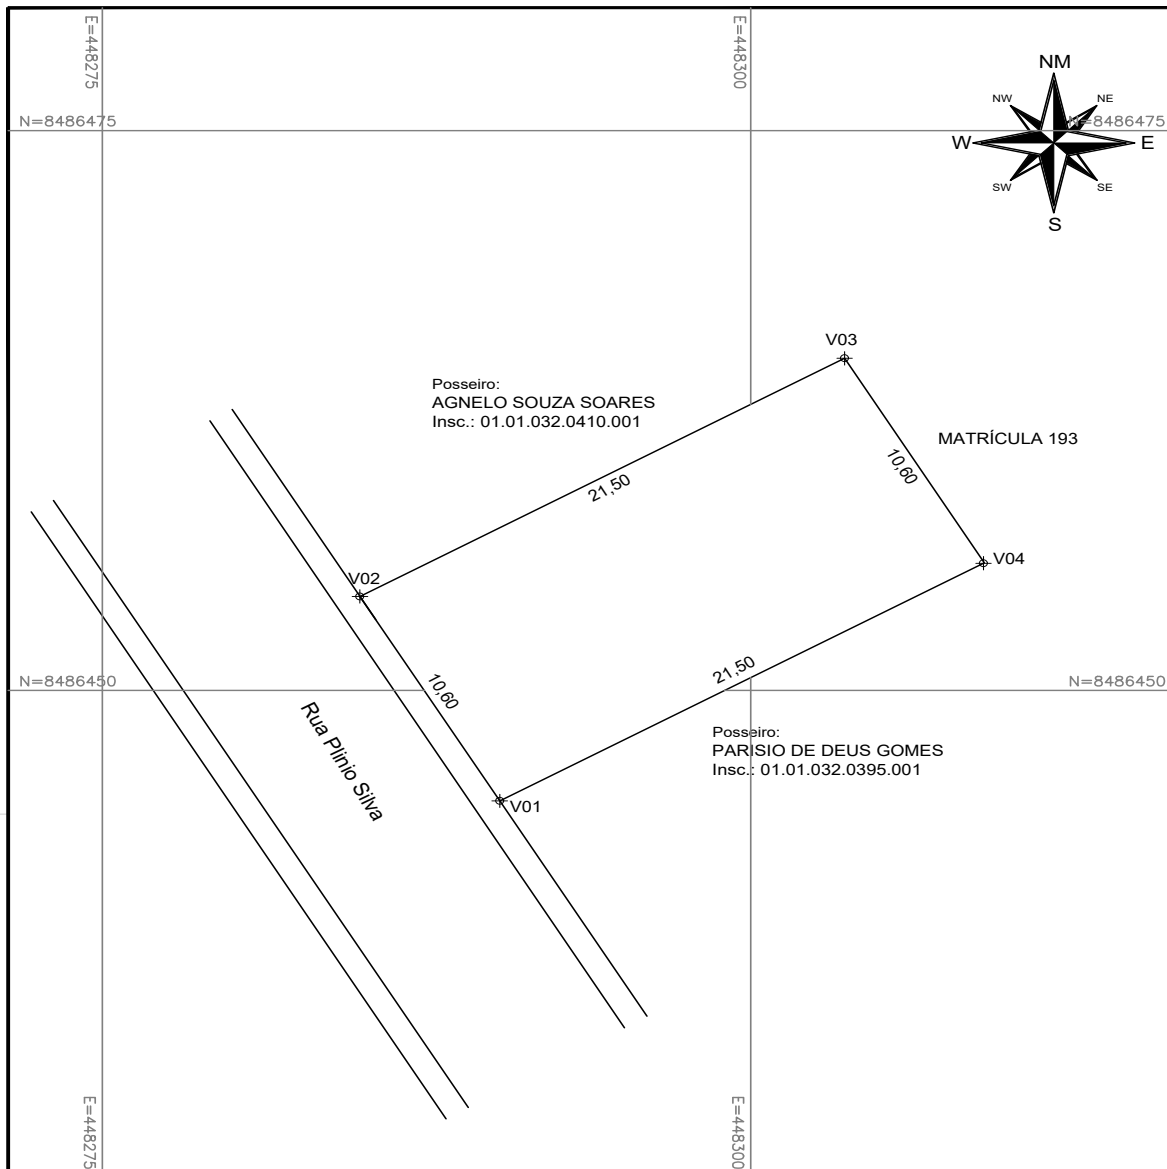 E=448275
E=448300
NM
NW
NE
N=8486475
N=8486475
W
E
SW
SE
S
V03
Posseiro:
AGNELO SOUZA SOARES
Insc.: 01.01.032.0410.001
MATRÍCULA 193
10,60
21,50
V04
V02
21,50
10,60
N=8486450
N=8486450
Rua Plinio Silva
Posseiro:
PARISIO DE DEUS GOMES
Insc.: 01.01.032.0395.001
V01
E=448275
E=448300